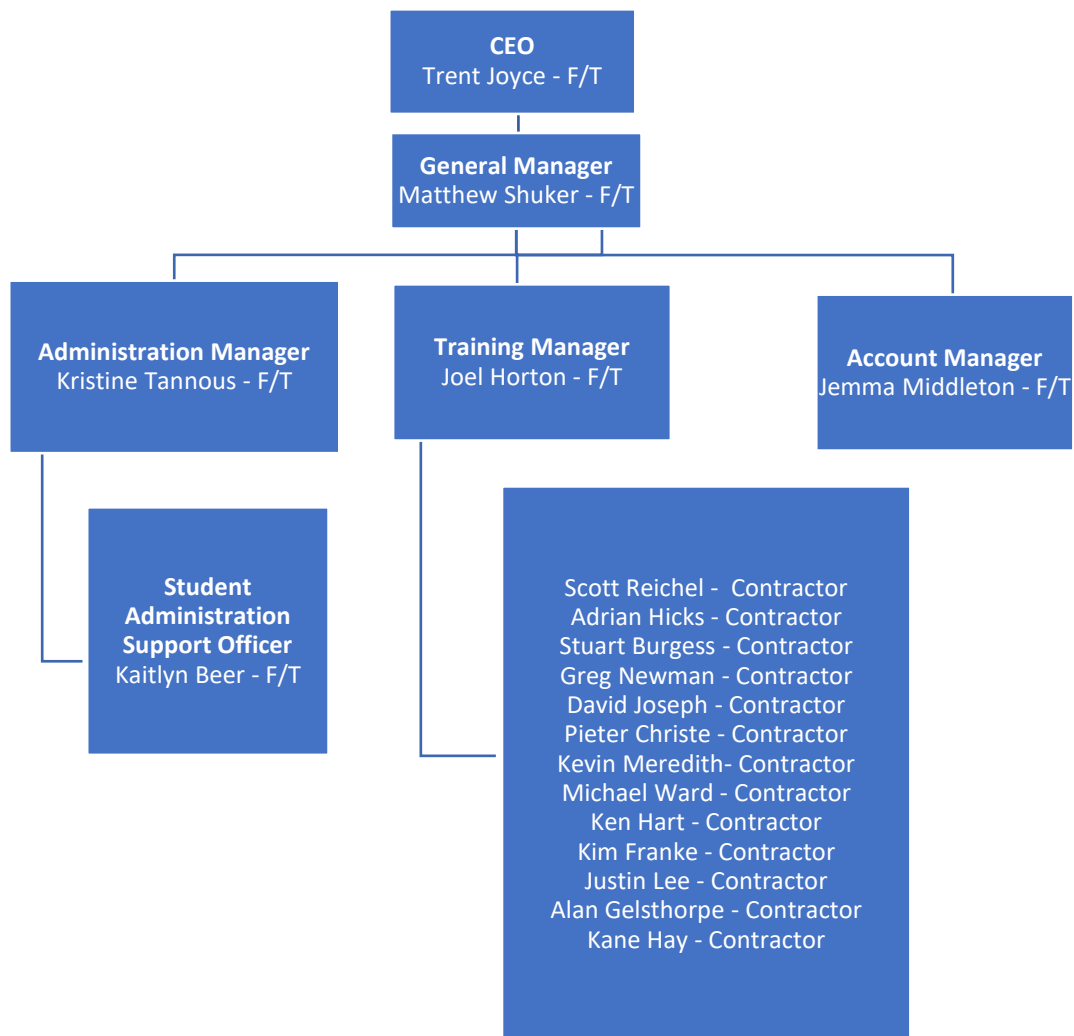 CEO
Trent Joyce - F/T
General Manager
Matthew Shuker - F/T
Administration Manager
Kristine Tannous - F/T
Training Manager
Joel Horton - F/T
Account Manager
Jemma Middleton - F/T
Student
Administration
Support Officer
Kaitlyn Beer - F/T
Scott Reichel -  Contractor
Adrian Hicks - Contractor
Stuart Burgess - Contractor
Greg Newman - Contractor
David Joseph - Contractor
Pieter Christe - Contractor
Kevin Meredith- Contractor
Michael Ward - Contractor
Ken Hart - Contractor
Kim Franke - Contractor
Justin Lee - Contractor
Alan Gelsthorpe - Contractor
Kane Hay - Contractor